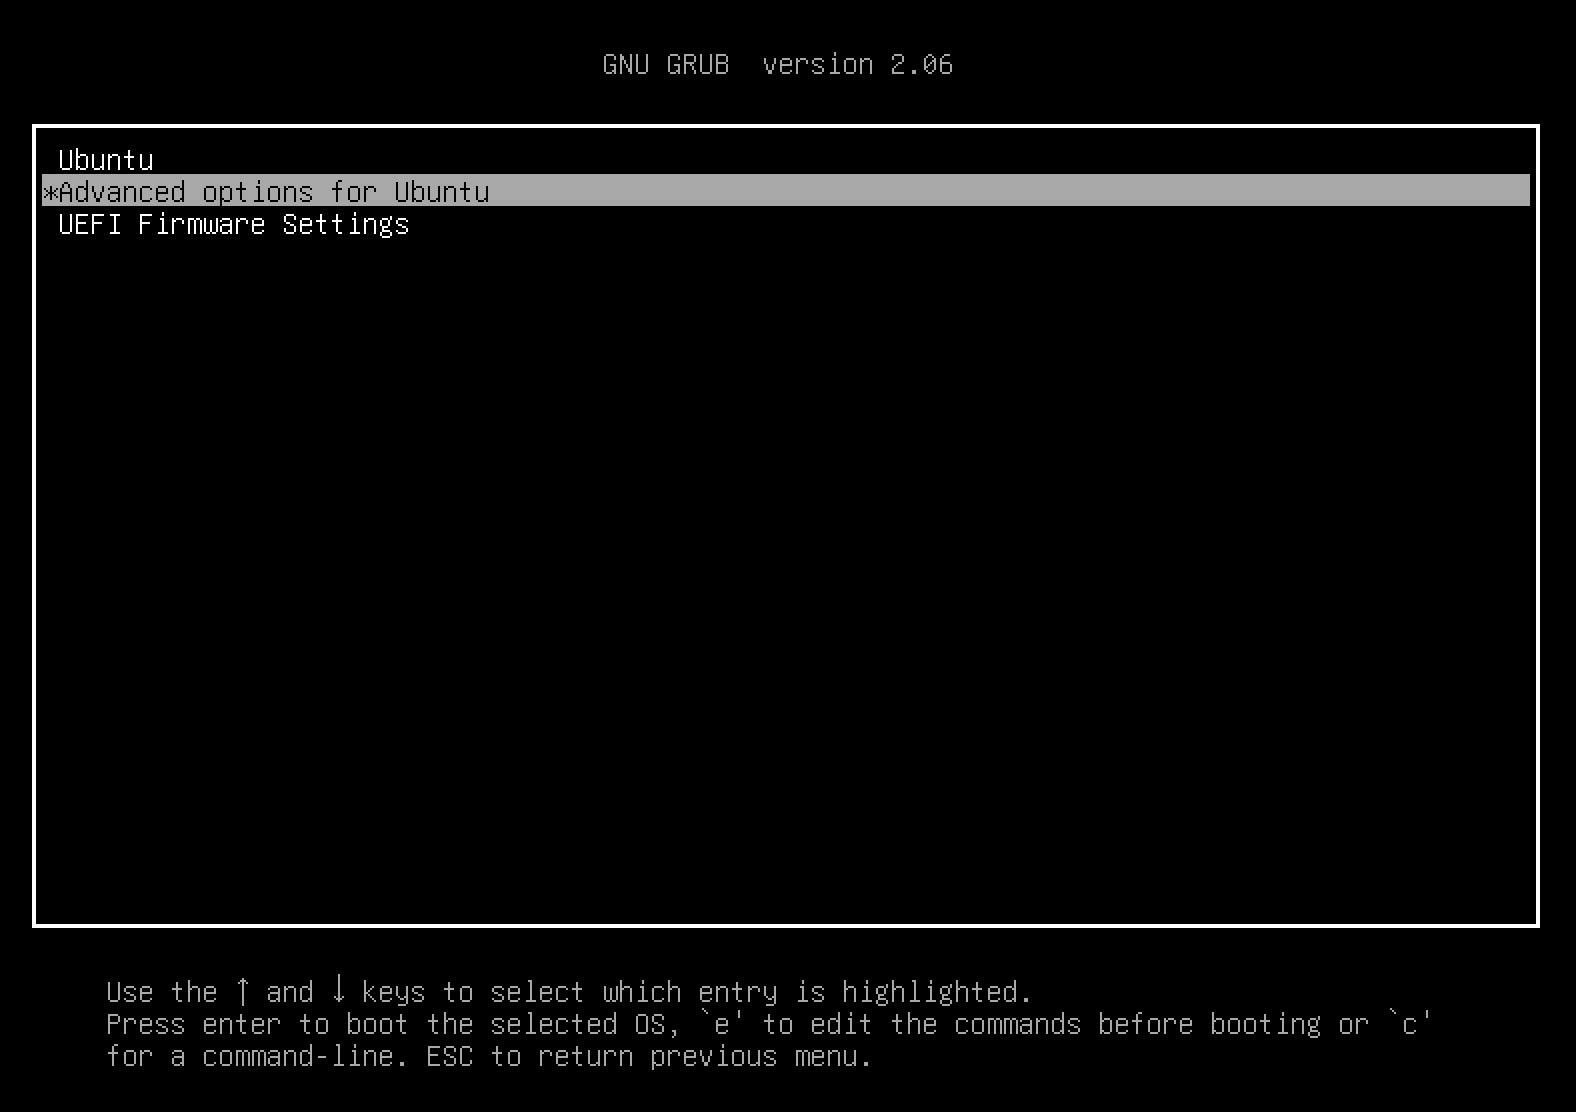 GNU GRUB  version 2.06
Ubuntu
*Advanced options for Ubuntu
UEFI Firmware Settings
Use the ↑ and ↓ keys to select which entry is highlighted.
Press enter to boot the selected OS, `e' to edit the commands before booting or `c'
for a command-line. ESC to return previous menu.